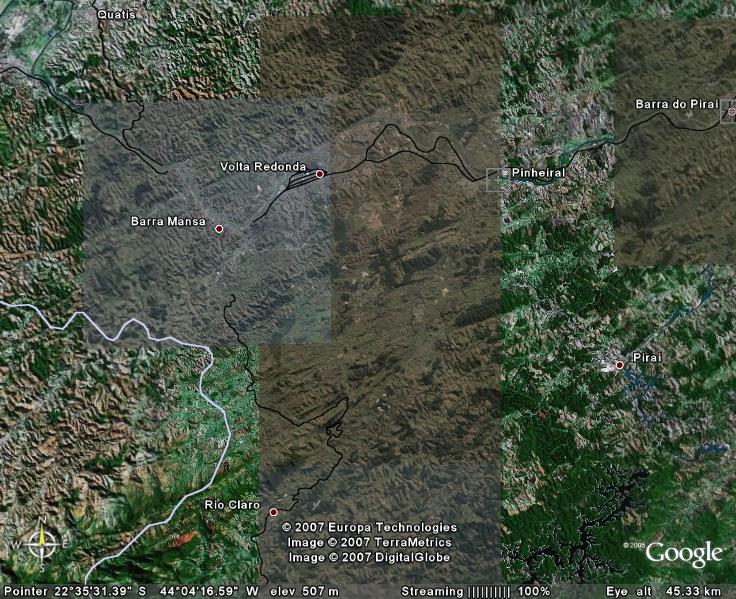 Quatis
Barra do Piraí
Volta Redonda
Pinheiral
Barra Mansa
Piraí
Rio Claro
N
W E
S
© 2007 Europa Technologies
Image © 2007 TerraMetrics
Image © 2007 DigitalGlobe
© 2006 Google
Pointer 22°35'31.39" S 44°04'16.59" W elev 507 m Streaming |||||||||| 100% Eye alt 45.33 km